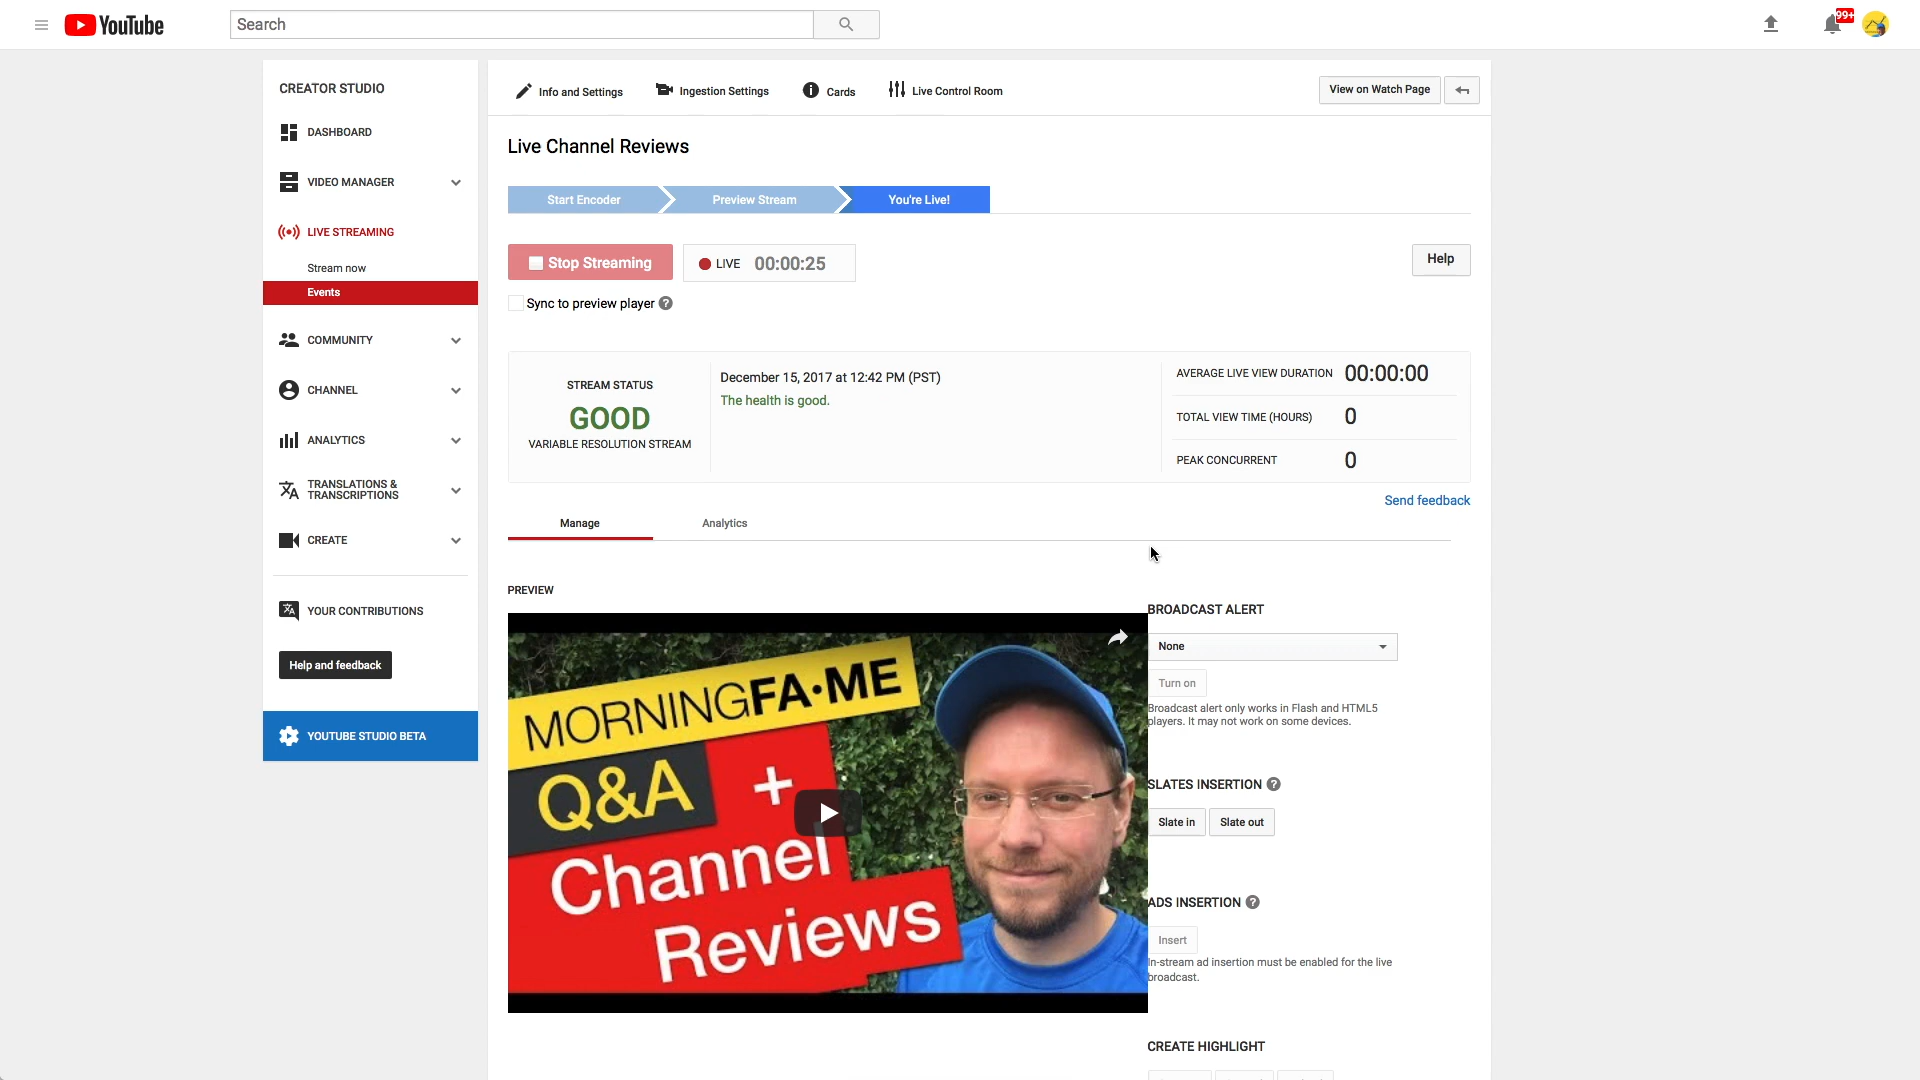 YouTube
Search
99+
CREATOR STUDIO
DASHBOARD
VIDEO MANAGER
LIVE STREAMING
Stream now
Events
COMMUNITY
CHANNEL
ANALYTICS
TRANSLATIONS &
TRANSCRIPTIONS
CREATE
YOUR CONTRIBUTIONS
Help and feedback
YOUTUBE STUDIO BETA
Info and Settings
Ingestion Settings
Cards
Live Control Room
View on Watch Page
Live Channel Reviews
Start Encoder
Preview Stream
You're Live!
Stop Streaming
LIVE 00:00:25
Help
Sync to preview player ?
STREAM STATUS
GOOD
VARIABLE RESOLUTION STREAM
December 15, 2017 at 12:42 PM (PST)
The health is good.
AVERAGE LIVE VIEW DURATION 00:00:00
TOTAL VIEW TIME (HOURS) 0
PEAK CONCURRENT 0
Send feedback
Manage
Analytics
PREVIEW
MORNINGFA•ME
Q&A +
Channel
Reviews
BROADCAST ALERT
None
Turn on
Broadcast alert only works in Flash and HTML5
players. It may not work on some devices.
SLATES INSERTION ?
Slate in
Slate out
ADS INSERTION ?
Insert
In-stream ad insertion must be enabled for the live
broadcast.
CREATE HIGHLIGHT